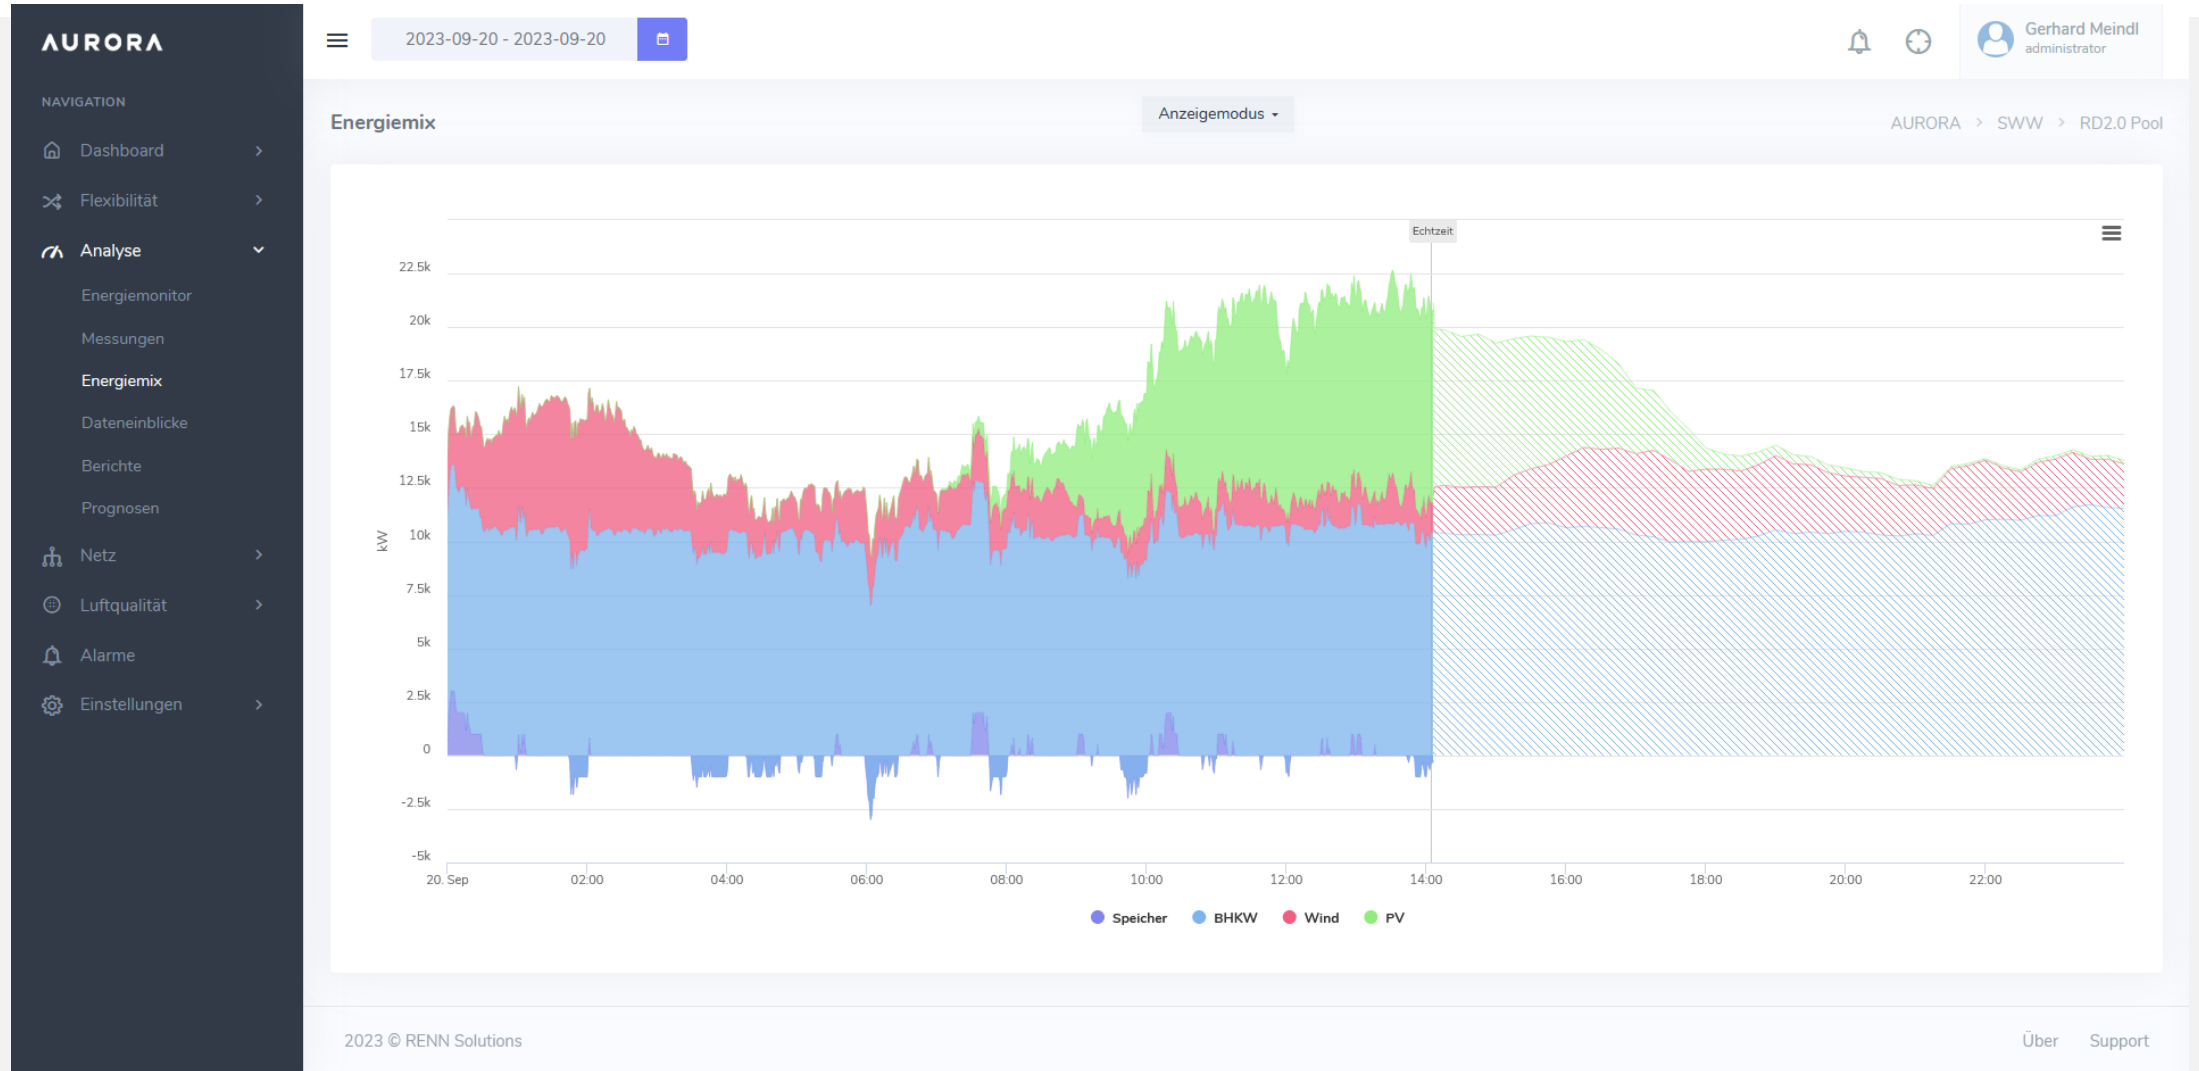 AURORA
2023-09-20 - 2023-09-20
Gerhard Meindl
administrator
NAVIGATION
Dashboard
Flexibilität
Analyse
Energiemonitor
Messungen
Energiemix
Dateneinblicke
Berichte
Prognosen
Netz
Luftqualität
Alarme
Einstellungen
Energiemix
Anzeigemodus
AURORA > SWW > RD2.0 Pool
Echtzeit
22.5k
20k
17.5k
15k
12.5k
10k
7.5k
5k
2.5k
0
-2.5k
-5k
kW
20. Sep 02:00 04:00 06:00 08:00 10:00 12:00 14:00 16:00 18:00 20:00 22:00
Speicher BHKW Wind PV
2023 © RENN Solutions
Über Support